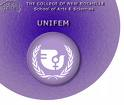 THE COLLEGE OF NEW ROCHELLE
School of Arts & Sciences
UNIFEM